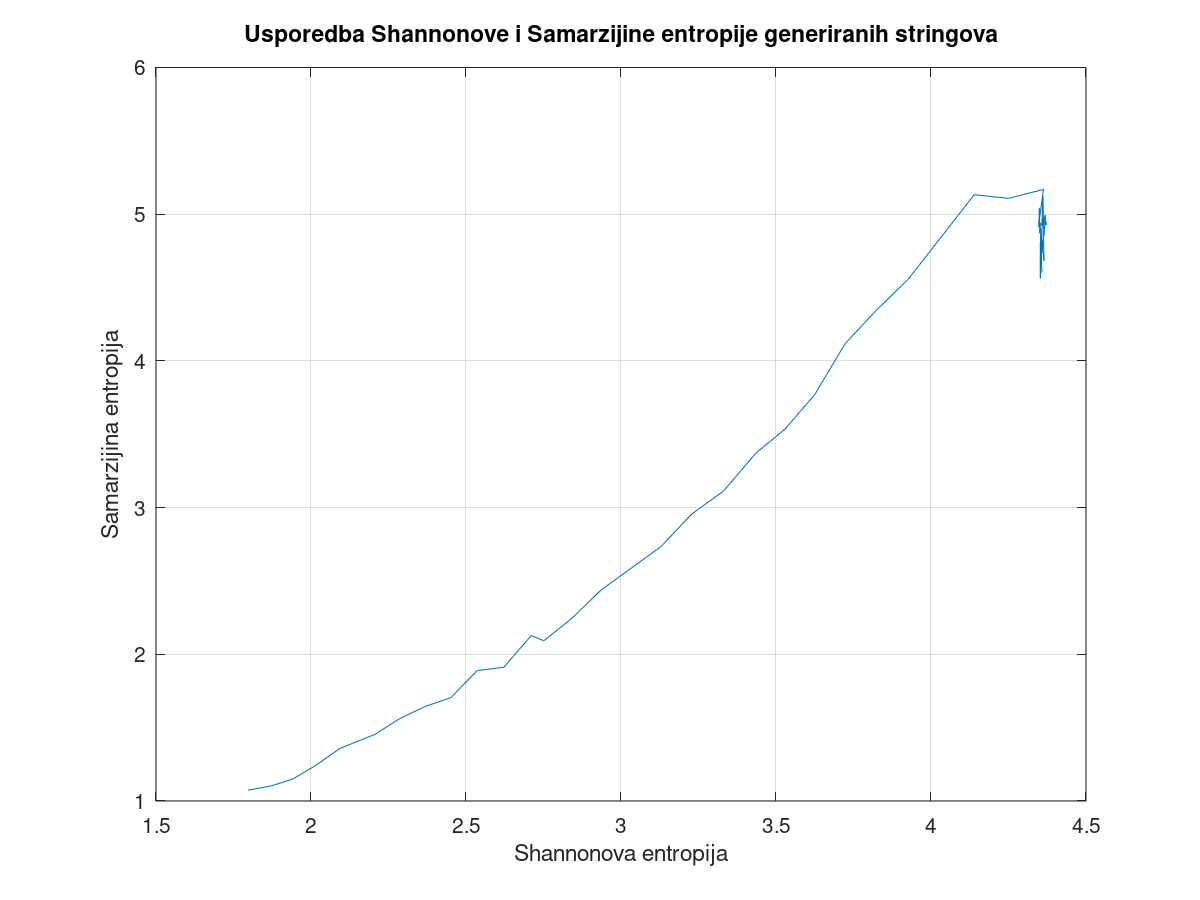 Usporedba Shannonove i Samarzijine entropije generiranih stringova
6
5
4
3
2
1
Samarzijina entropija
1.5 2 2.5 3 3.5 4 4.5
Shannonova entropija